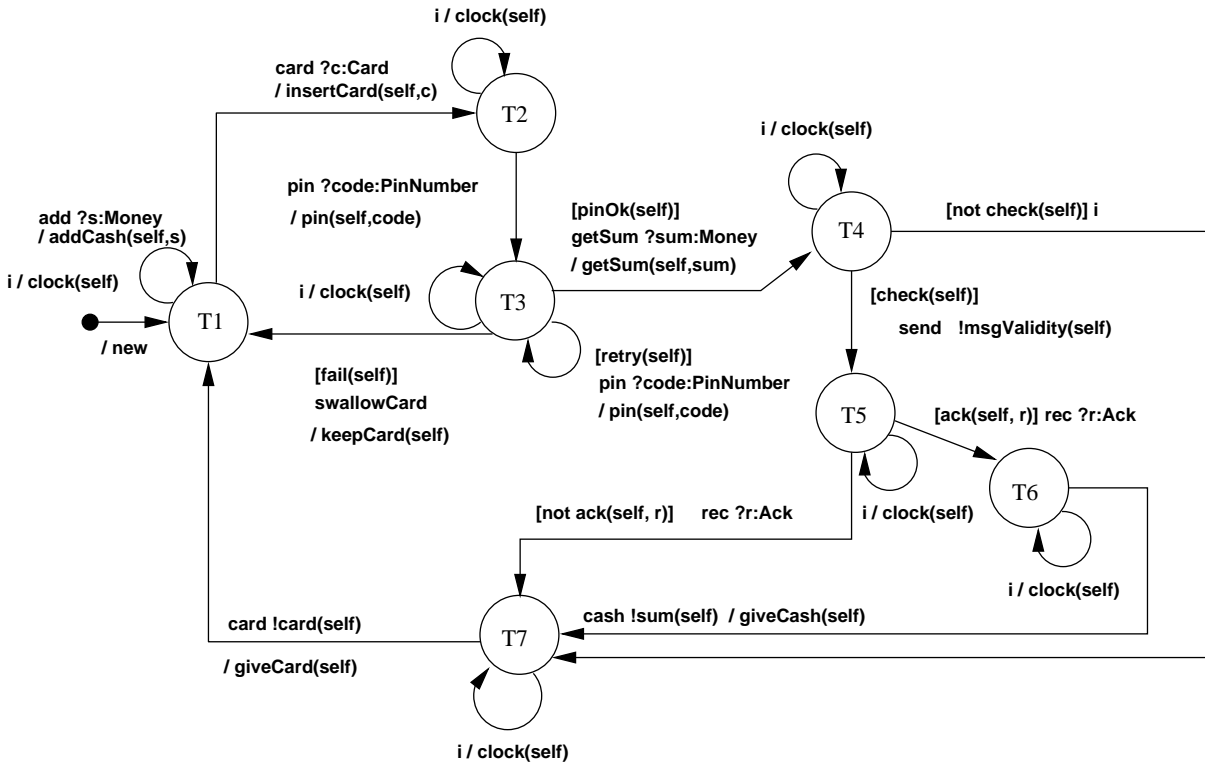 i / clock(self)
card ?c:Card
/ insertCard(self,c)
T2
i / clock(self)
pin ?code:PinNumber
/ pin(self,code)
[pinOk(self)]
getSum ?sum:Money
/ getSum(self,sum)
T4
[not check(self)] i
add ?s:Money
/ addCash(self,s)
i / clock(self)
T1
/ new
i / clock(self)
T3
[check(self)]
send !msgValidity(self)
[fail(self)]
swallowCard
/ keepCard(self)
[retry(self)]
pin ?code:PinNumber
/ pin(self,code)
T5
[ack(self, r)] rec ?r:Ack
T6
[not ack(self, r)] rec ?r:Ack
i / clock(self)
i / clock(self)
card !card(self)
/ giveCard(self)
T7
cash !sum(self) / giveCash(self)
i / clock(self)